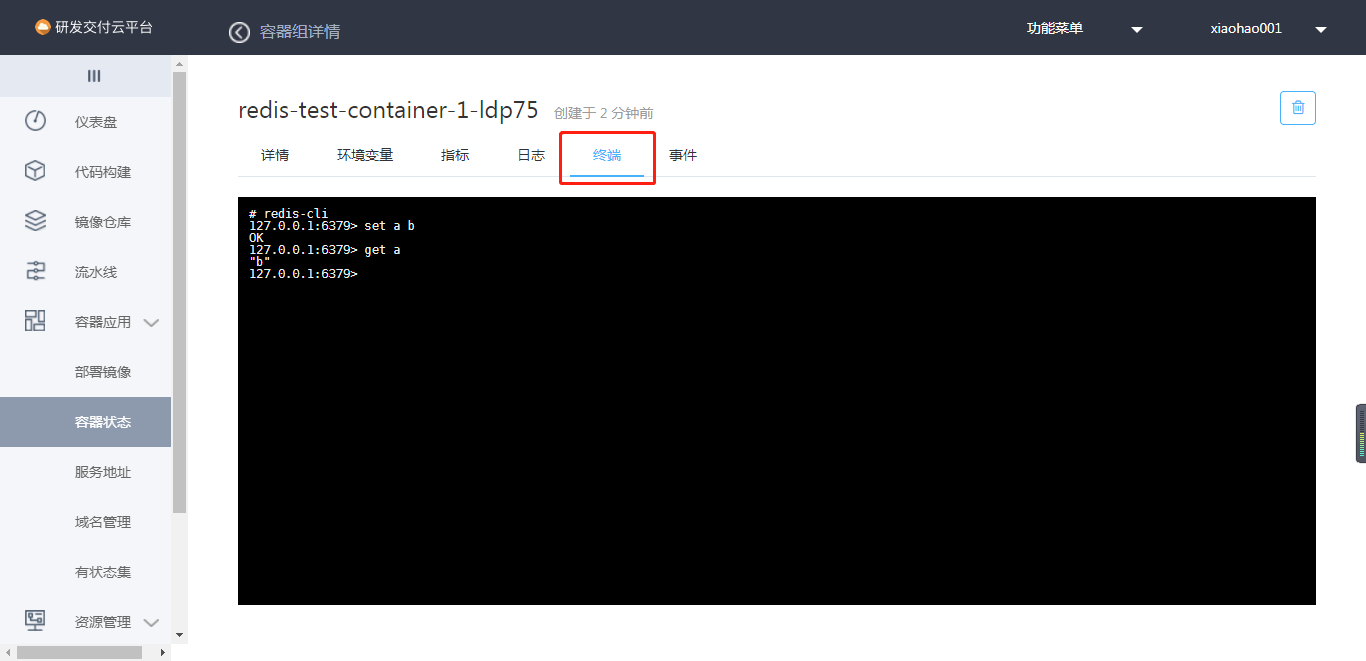 研发交付云平台
容器组详情
功能菜单
xiaohao001
仪表盘
代码构建
镜像仓库
流水线
容器应用
部署镜像
容器状态
服务地址
域名管理
有状态集
资源管理
redis-test-container-1-ldp75 创建于 2 分钟前
详情 环境变量 指标 日志 终端 事件
# redis-cli
127.0.0.1:6379> set a b
OK
127.0.0.1:6379> get a
"b"
127.0.0.1:6379>